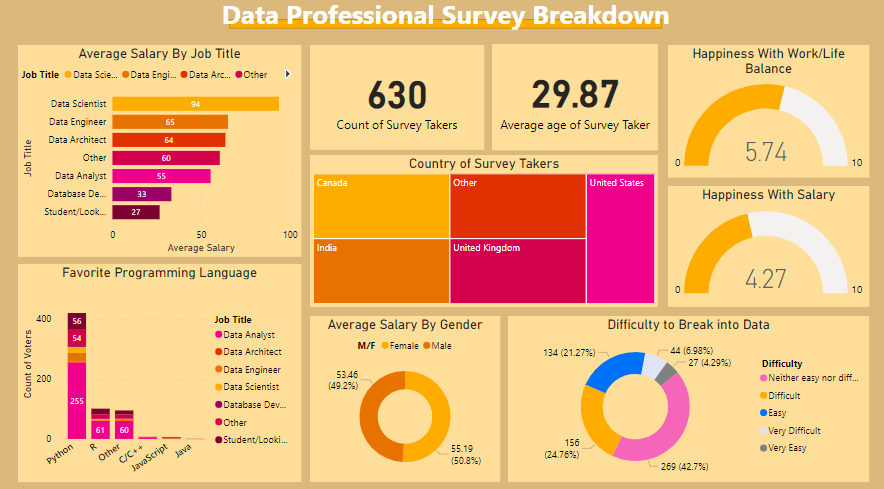 Data Professional Survey Breakdown
Average Salary By Job Title
Job Title Data Scie... Data Engi... Data Arc... Other
Job Title
Data Scientist 94
Data Engineer 65
Data Architect 64
Other 60
Data Analyst 55
Database De... 33
Student/Look... 27
0 50 100
Average Salary
630
Count of Survey Takers
29.87
Average age of Survey Taker
Happiness With Work/Life
Balance
5.74
0 10
Country of Survey Takers
Canada
Other
United States
India
United Kingdom
Happiness With Salary
4.27
0 10
Favorite Programming Language
Count of Voters
400
200
0
56
54
255
61
60
Python
R
Other
C/C++
JavaScript
Java
Job Title
Data Analyst
Data Architect
Data Engineer
Data Scientist
Database Dev...
Other
Student/Looki...
Average Salary By Gender
M/F Female Male
53.46
(49.2%)
55.19
(50.8%)
Difficulty to Break into Data
134 (21.27%)
44 (6.98%)
27 (4.29%)
156
(24.76%)
269 (42.7%)
Difficulty
Neither easy nor diff...
Difficult
Easy
Very Difficult
Very Easy